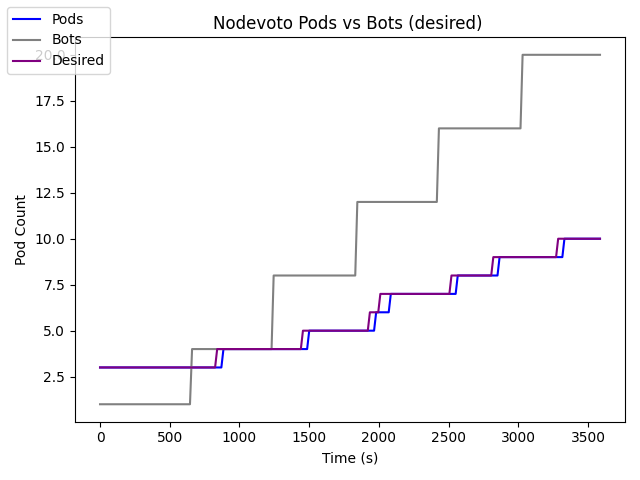 Nodevoto Pods vs Bots (desired)
Pods
Bots
Desired
20.0
17.5
15.0
12.5
10.0
7.5
5.0
2.5
Pod Count
0 500 1000 1500 2000 2500 3000 3500
Time (s)